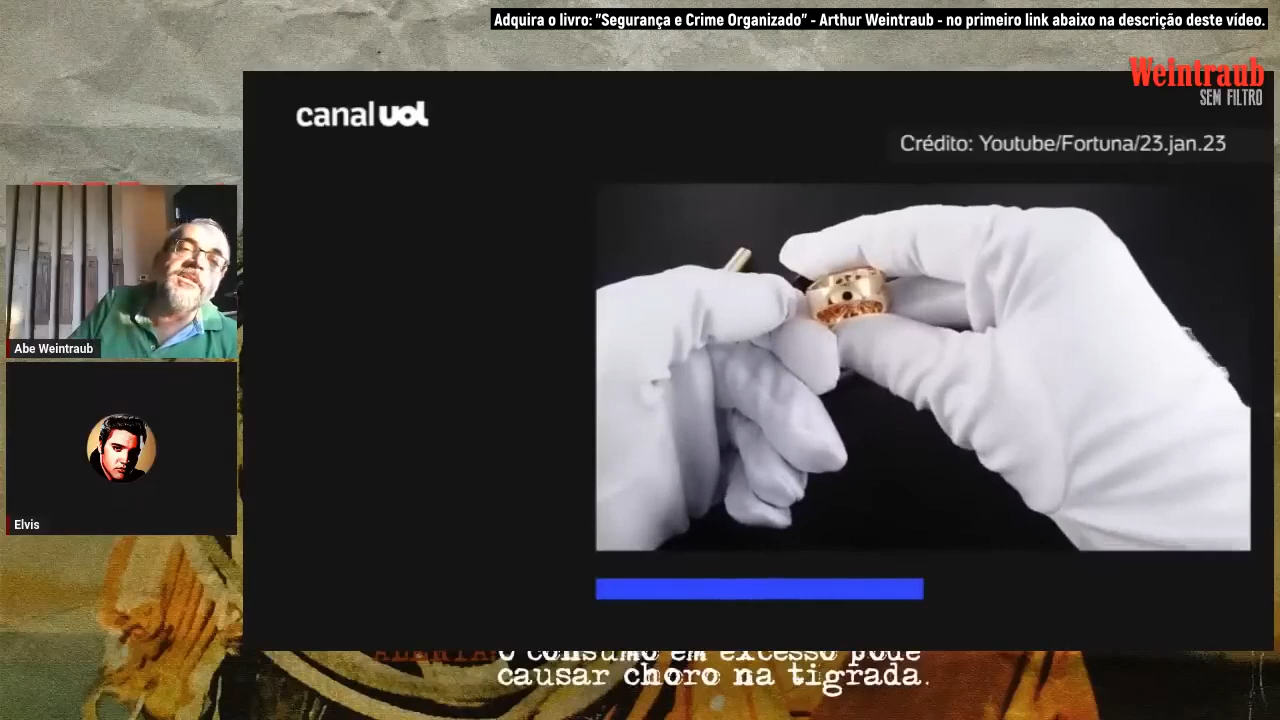 Adquira o livro: "Segurança e Crime Organizado" - Arthur Weintraub - no primeiro link abaixo na descrição deste vídeo.
Weintraub
SEM FILTRO
canal uol
Crédito: Youtube/Fortuna/23.jan.23
Abe Weintraub
Elvis
ALERTA: O consumo em excesso pode
causar choro na tigrada.